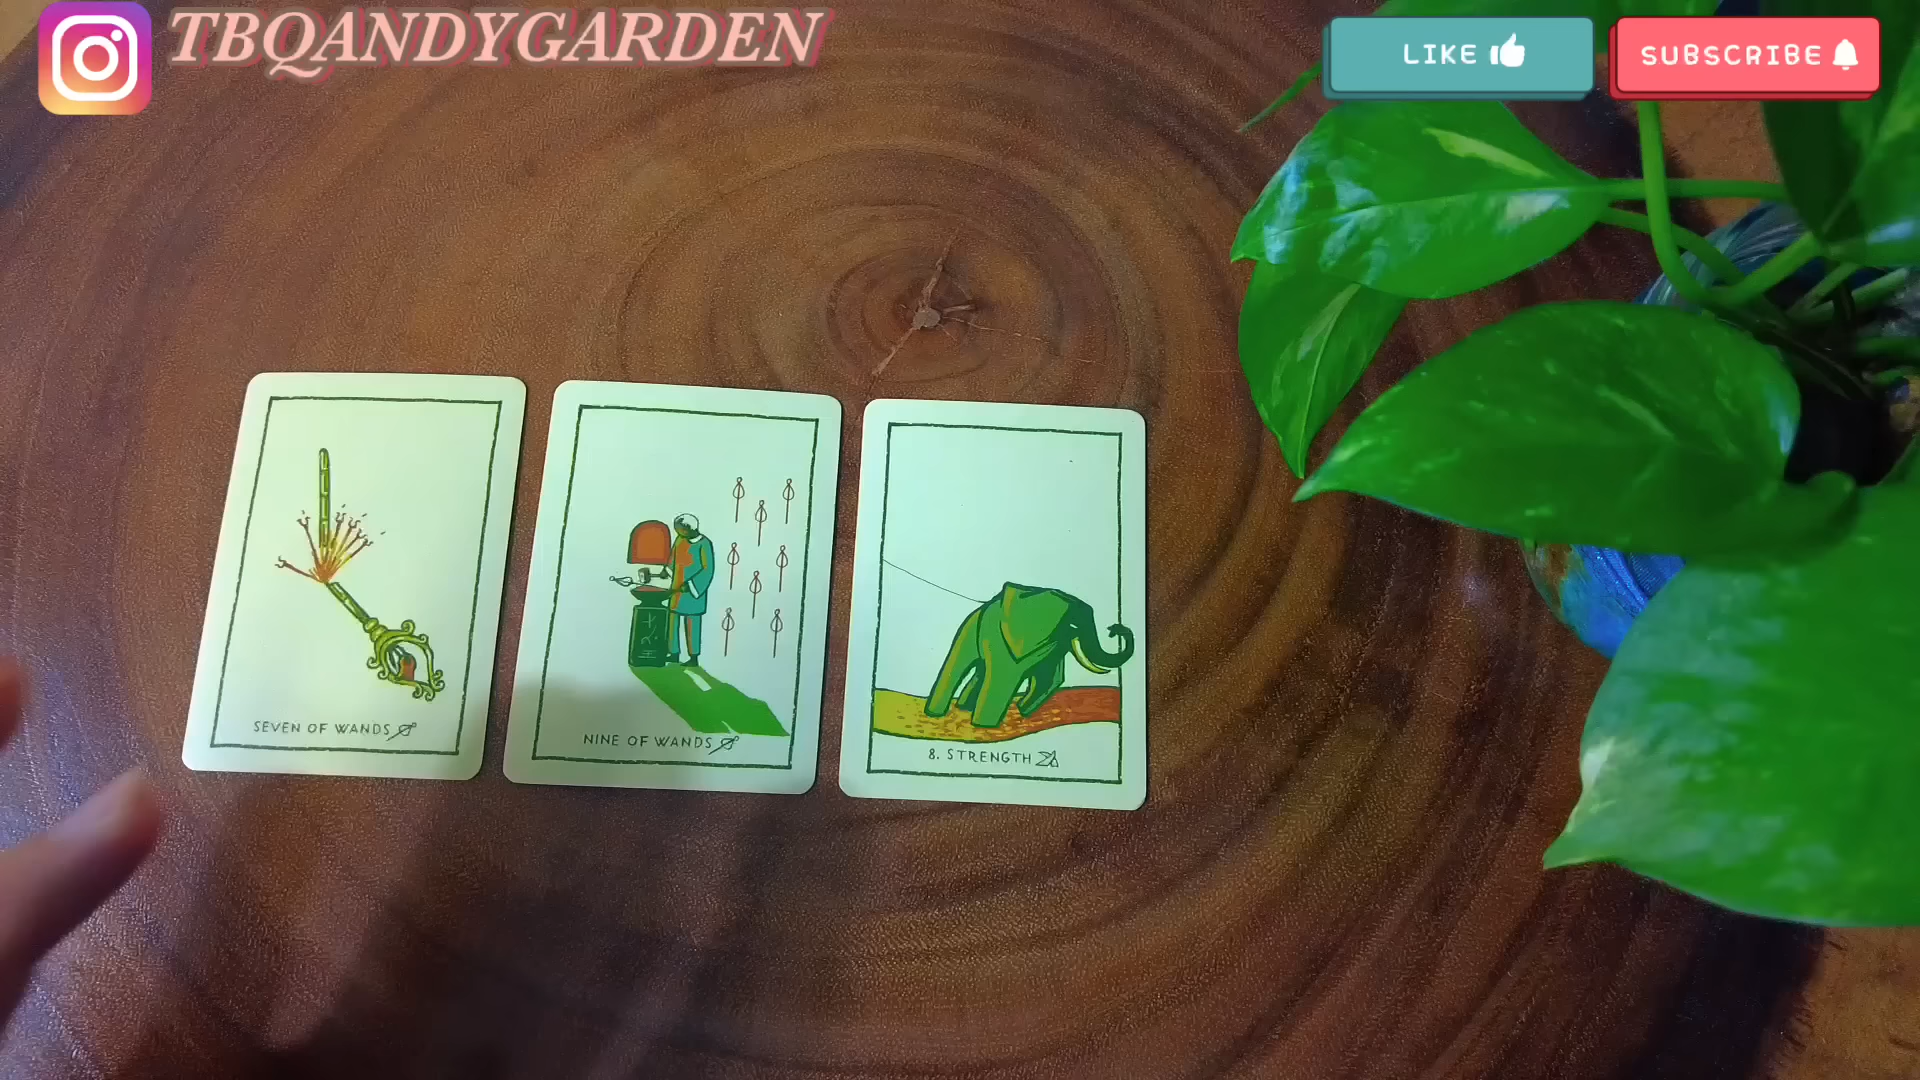 TBQANDYGARDEN
LIKE
SUBSCRIBE
SEVEN OF WANDS
NINE OF WANDS
8. STRENGTH